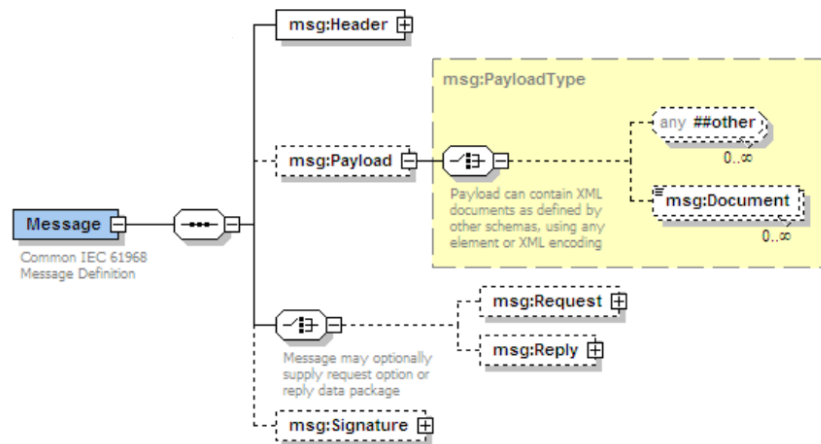 msg:Header
msg:PayloadType
any ##other
0..∞
msg:Payload
Payload can contain XML
documents as defined by
other schemas, using any
element or XML encoding
msg:Document
0..∞
Message
Common IEC 61968
Message Definition
msg:Request
msg:Reply
Message may optionally
supply request option or
reply data package
msg:Signature